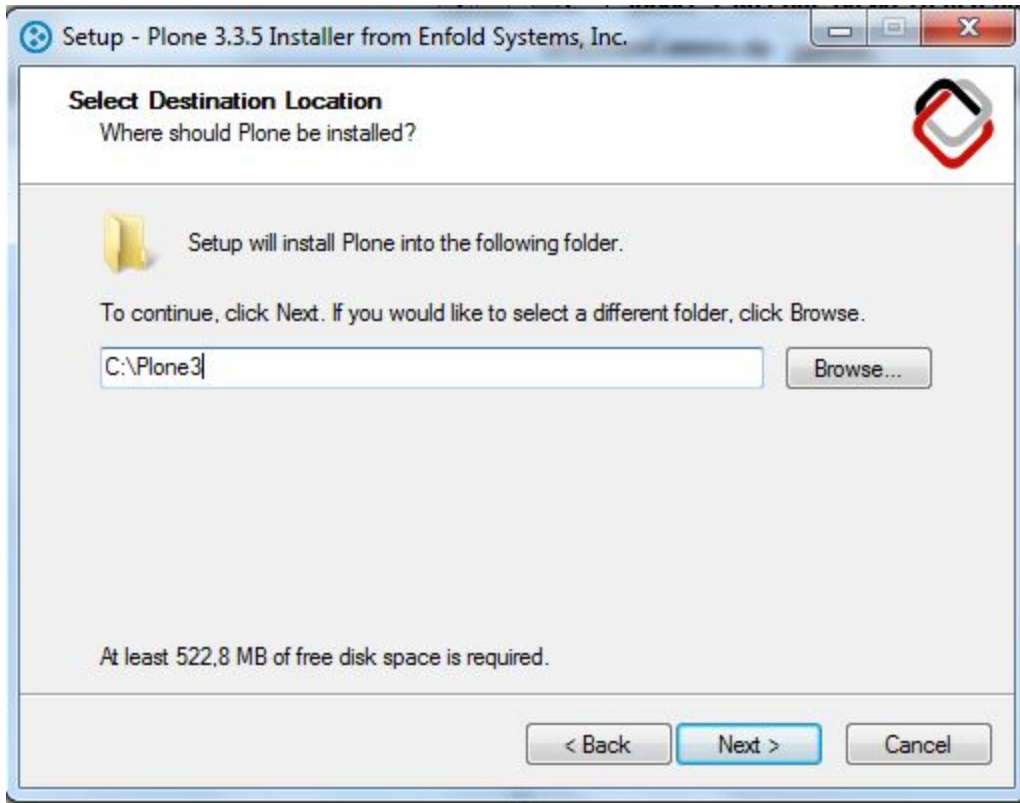 Setup - Plone 3.3.5 Installer from Enfold Systems, Inc.
Select Destination Location
Where should Plone be installed?
Setup will install Plone into the following folder.
To continue, click Next. If you would like to select a different folder, click Browse.
C:\Plone3
Browse...
At least 522,8 MB of free disk space is required.
< Back
Next >
Cancel